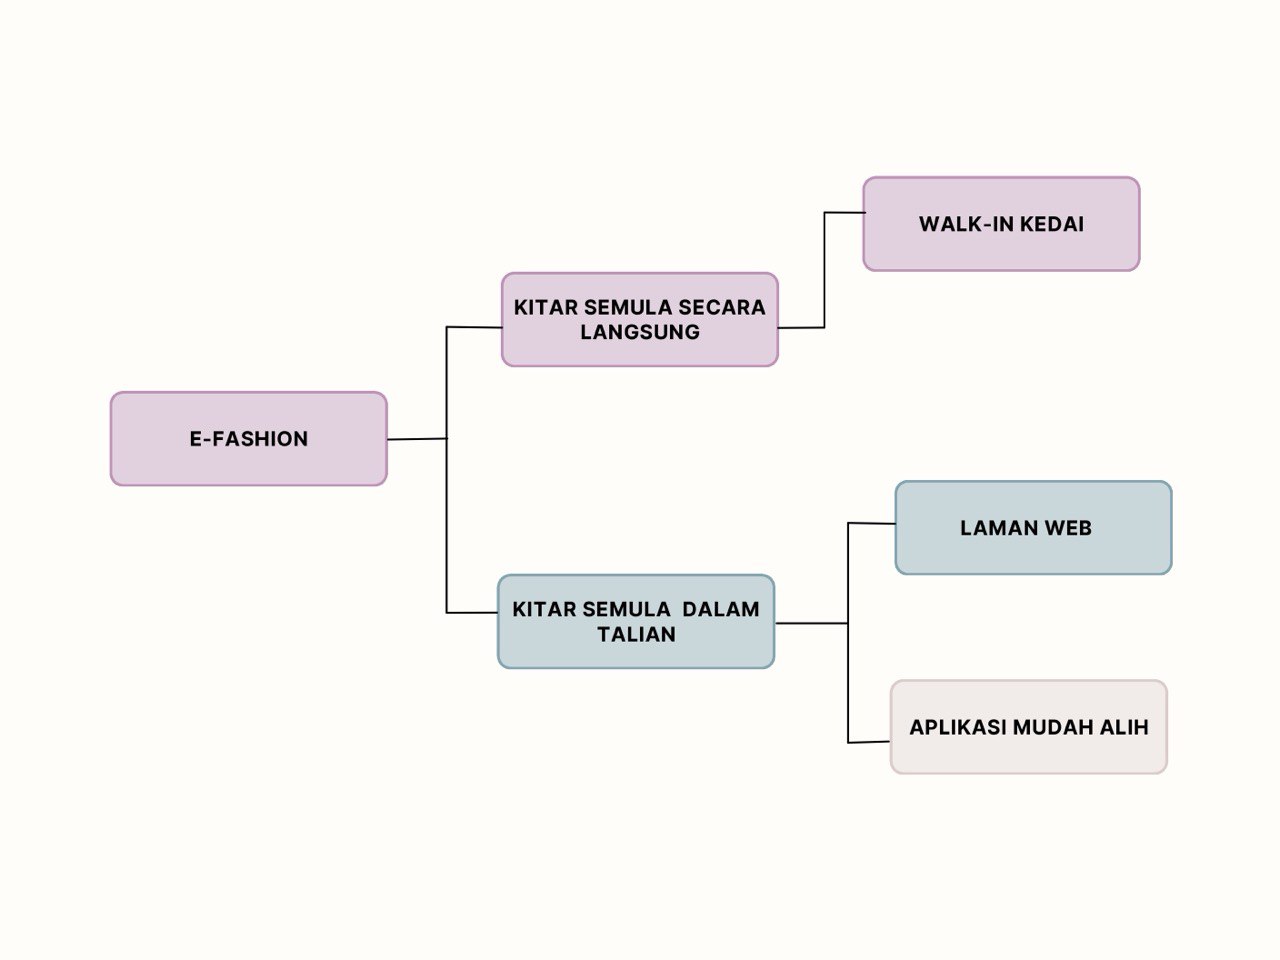 WALK-IN KEDAI
KITAR SEMULA SECARA
LANGSUNG
E-FASHION
LAMAN WEB
KITAR SEMULA  DALAM
TALIAN
APLIKASI MUDAH ALIH